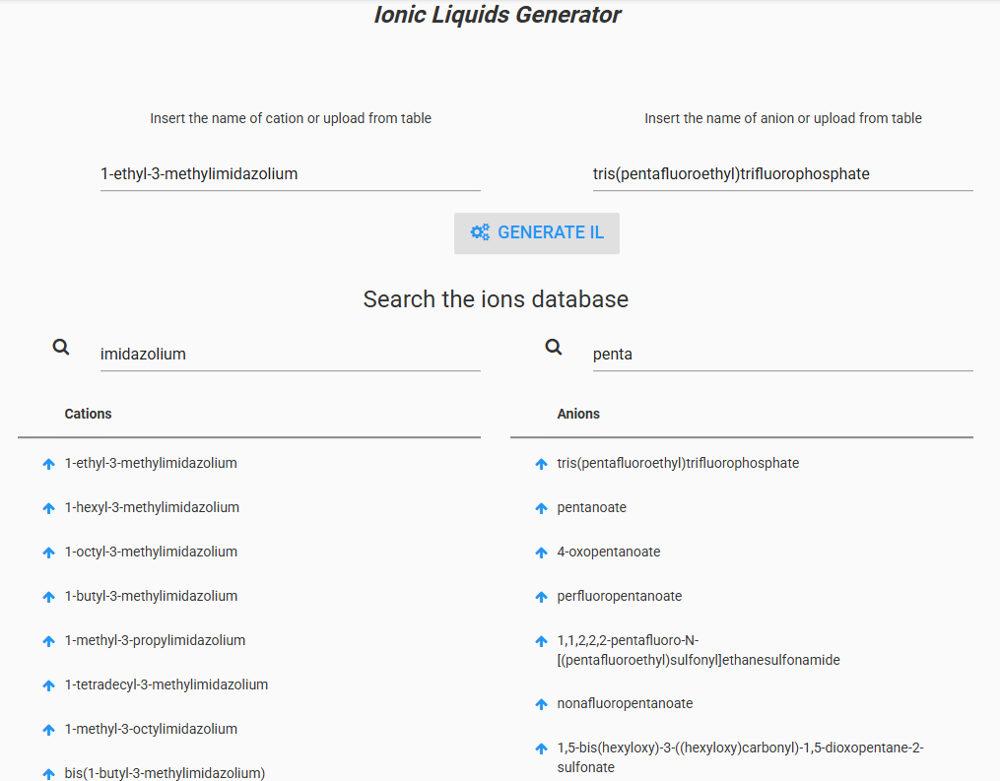 Ionic Liquids Generator
Insert the name of cation or upload from table
Insert the name of anion or upload from table
1-ethyl-3-methylimidazolium
tris(pentafluoroethyl)trifluorophosphate
GENERATE IL
Search the ions database
imidazolium
penta
Cations
1-ethyl-3-methylimidazolium
1-hexyl-3-methylimidazolium
1-octyl-3-methylimidazolium
1-butyl-3-methylimidazolium
1-methyl-3-propylimidazolium
1-tetradecyl-3-methylimidazolium
1-methyl-3-octylimidazolium
bis(1-butyl-3-methylimidazolium)
Anions
tris(pentafluoroethyl)trifluorophosphate
pentanoate
4-oxopentanoate
perfluoropentanoate
1,1,2,2,2-pentafluoro-N-
[(pentafluoroethyl)sulfonyl]ethanesulfonamide
nonafluoropentanoate
1,5-bis(hexyloxy)-3-((hexyloxy)carbonyl)-1,5-dioxopentane-2-
sulfonate